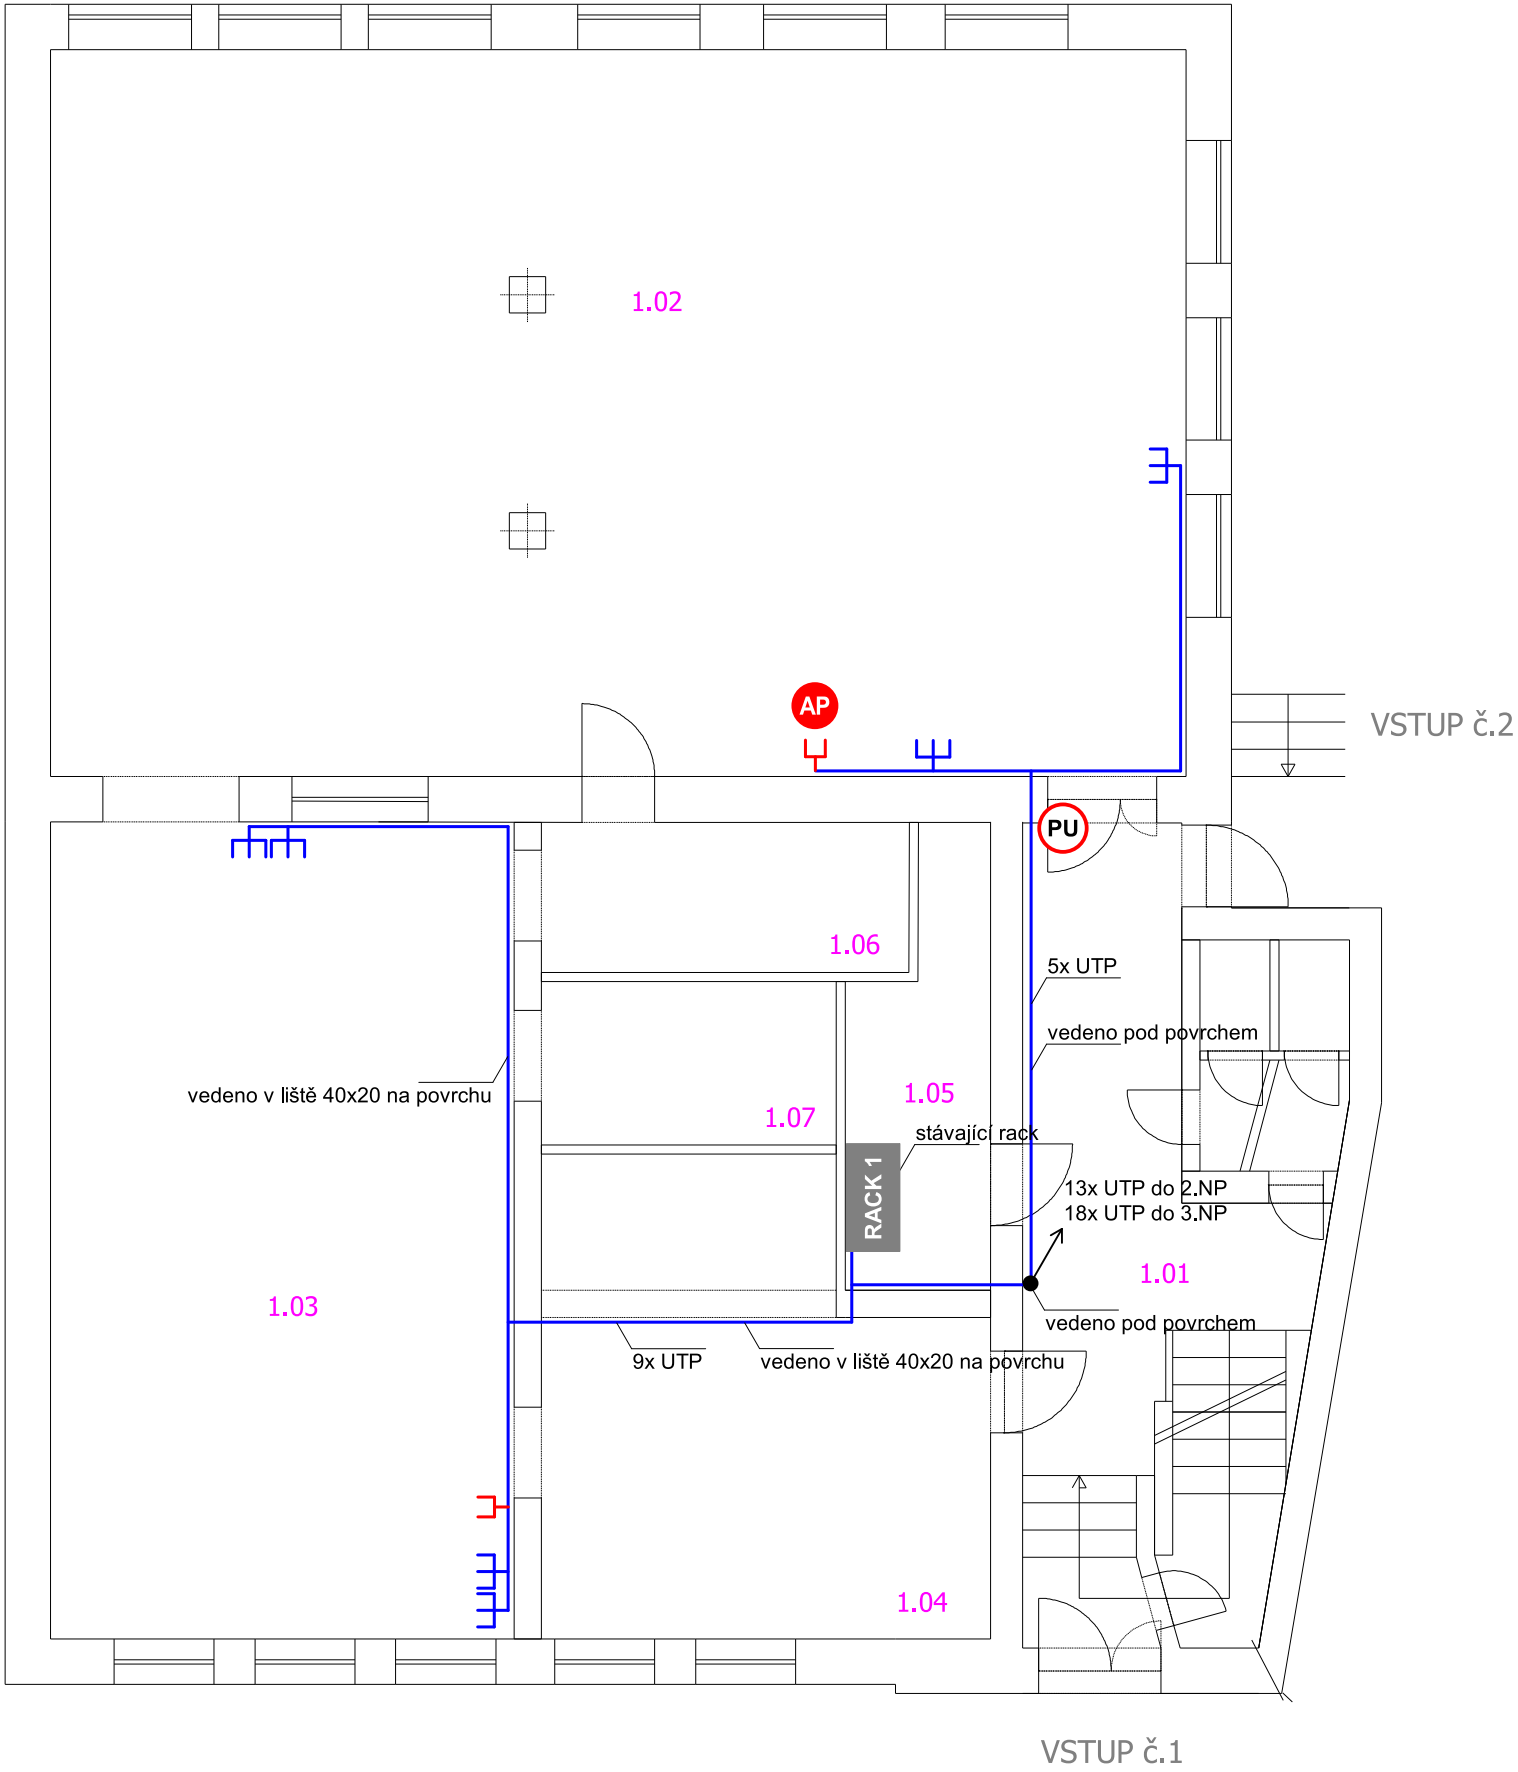 1.02
AP
VSTUP č.2
PU
1.06
5x UTP
vedeno pod povrchem
vedeno v liště 40x20 na povrchu
1.05
1.07
stávající rack
RACK 1
13x UTP do 2.NP
18x UTP do 3.NP
1.01
1.03
vedeno pod povrchem
9x UTP
vedeno v liště 40x20 na povrchu
1.04
VSTUP č.1